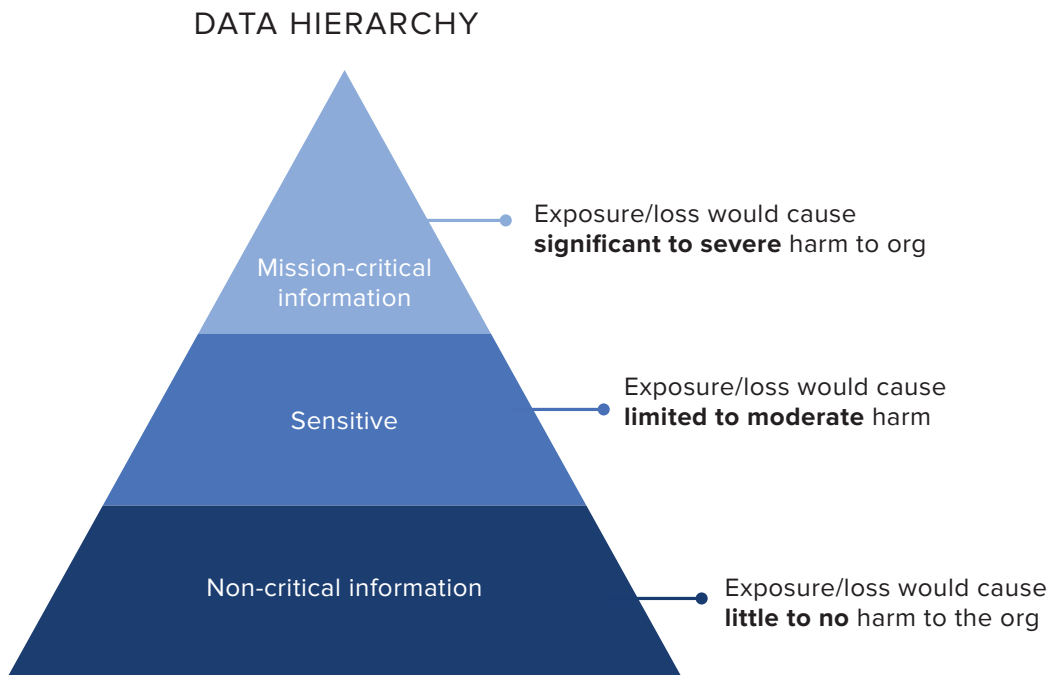 DATA HIERARCHY
Exposure/loss would cause
significant to severe harm to org
Mission-critical
information
Exposure/loss would cause
limited to moderate harm
Sensitive
Non-critical information
Exposure/loss would cause
little to no harm to the org